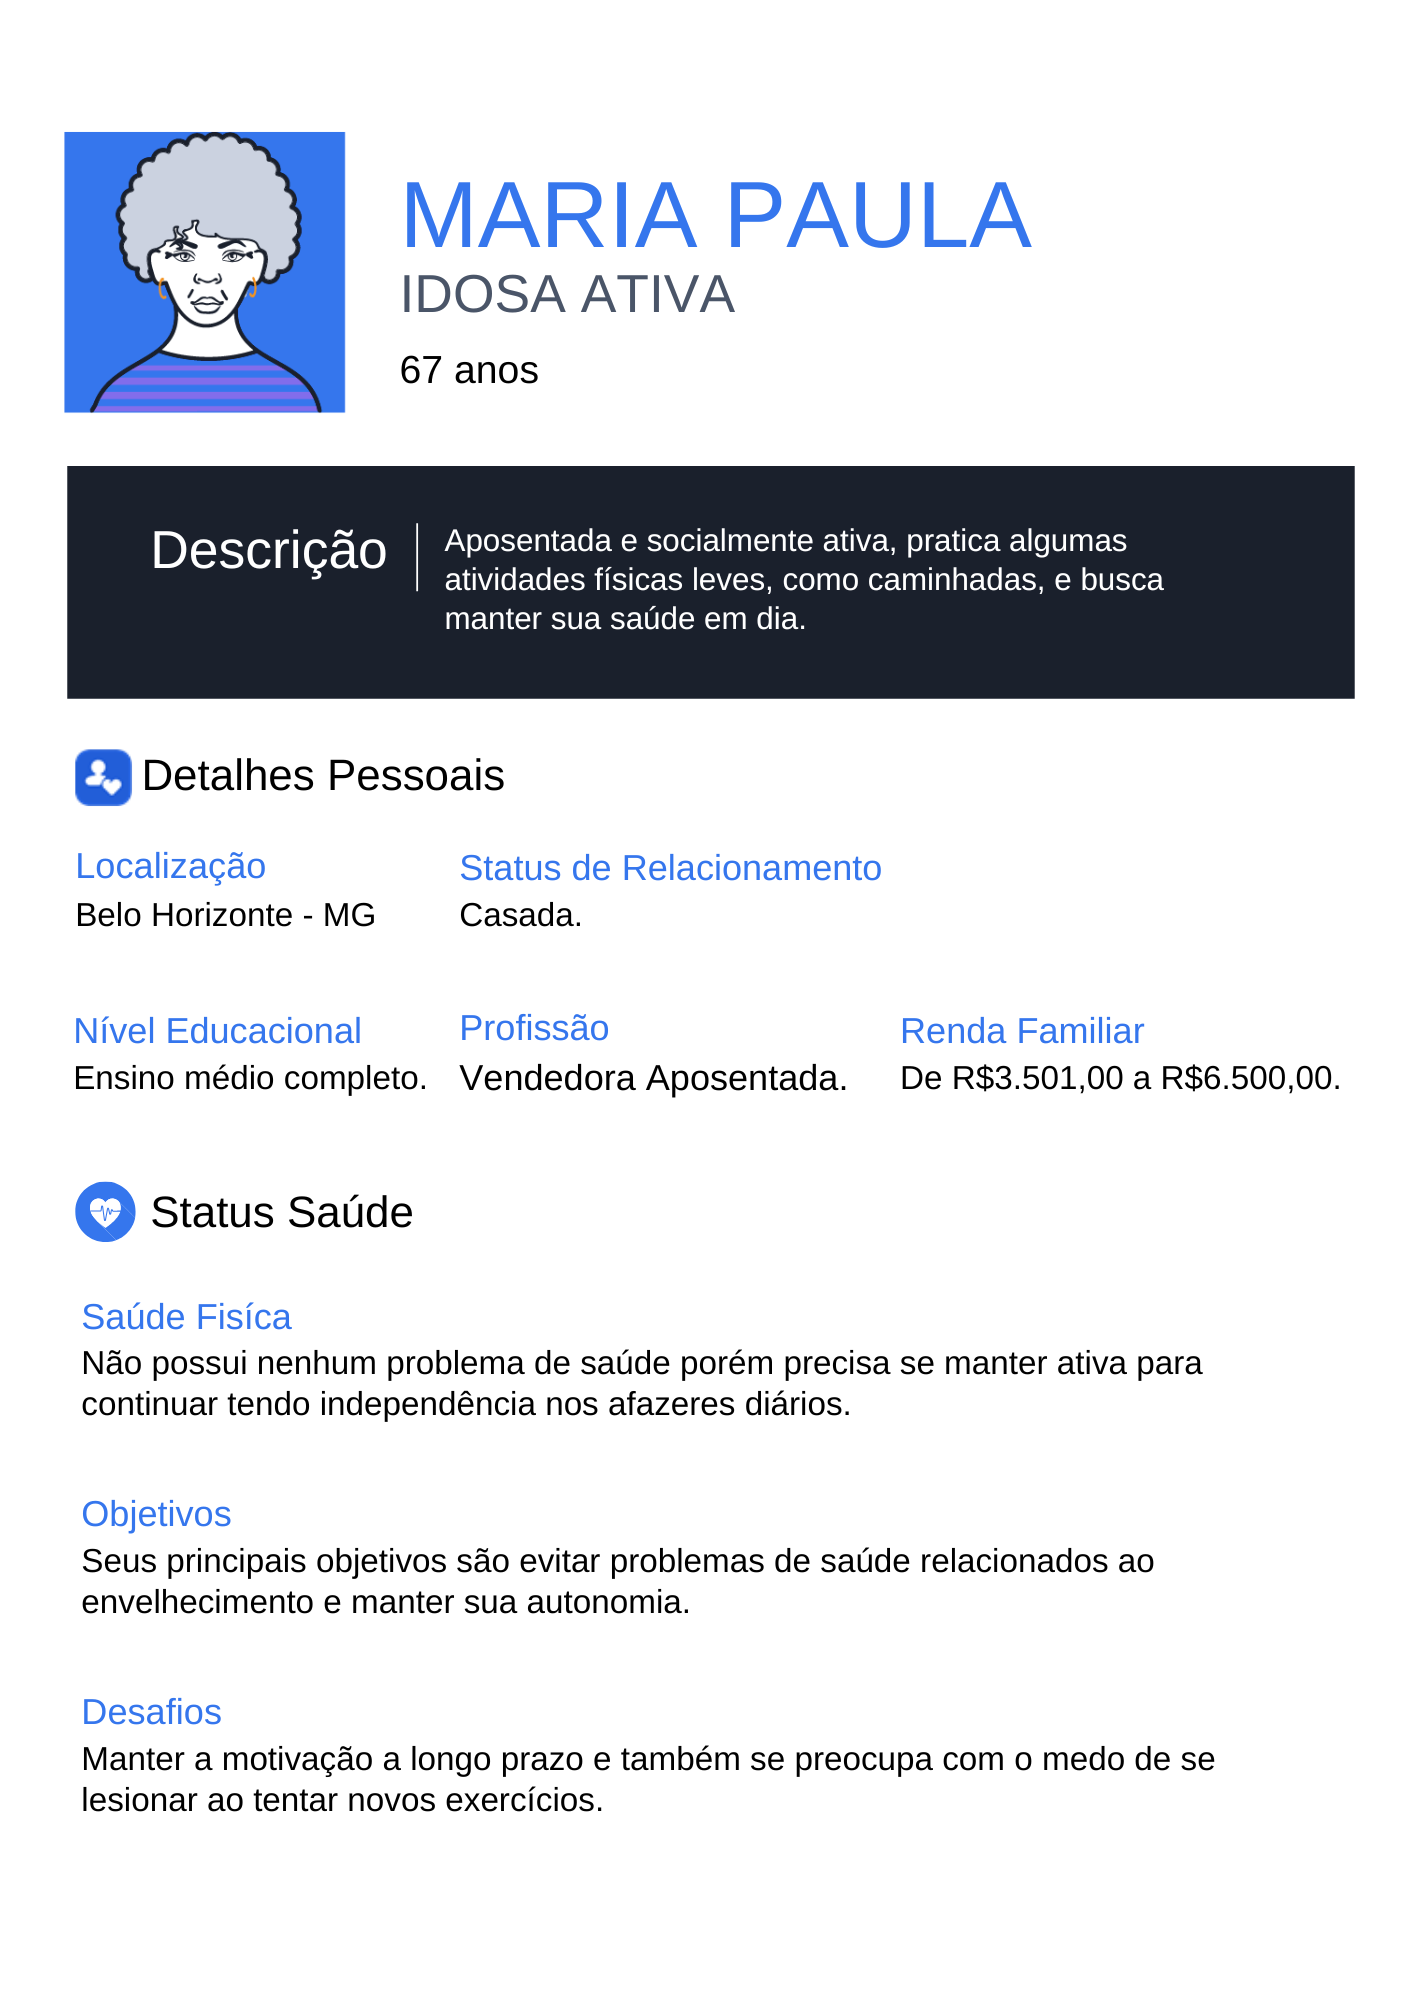 MARIA PAULA
IDOSA ATIVA
67 anos
Descrição
Aposentada e socialmente ativa, pratica algumas
atividades físicas leves, como caminhadas, e busca
manter sua saúde em dia.
Detalhes Pessoais
Localização
Belo Horizonte - MG
Status de Relacionamento
Casada.
Nível Educacional
Ensino médio completo.
Profissão
Vendedora Aposentada.
Renda Familiar
De R$3.501,00 a R$6.500,00.
Status Saúde
Saúde Fisíca
Não possui nenhum problema de saúde porém precisa se manter ativa para
continuar tendo independência nos afazeres diários.
Objetivos
Seus principais objetivos são evitar problemas de saúde relacionados ao
envelhecimento e manter sua autonomia.
Desafios
Manter a motivação a longo prazo e também se preocupa com o medo de se
lesionar ao tentar novos exercícios.